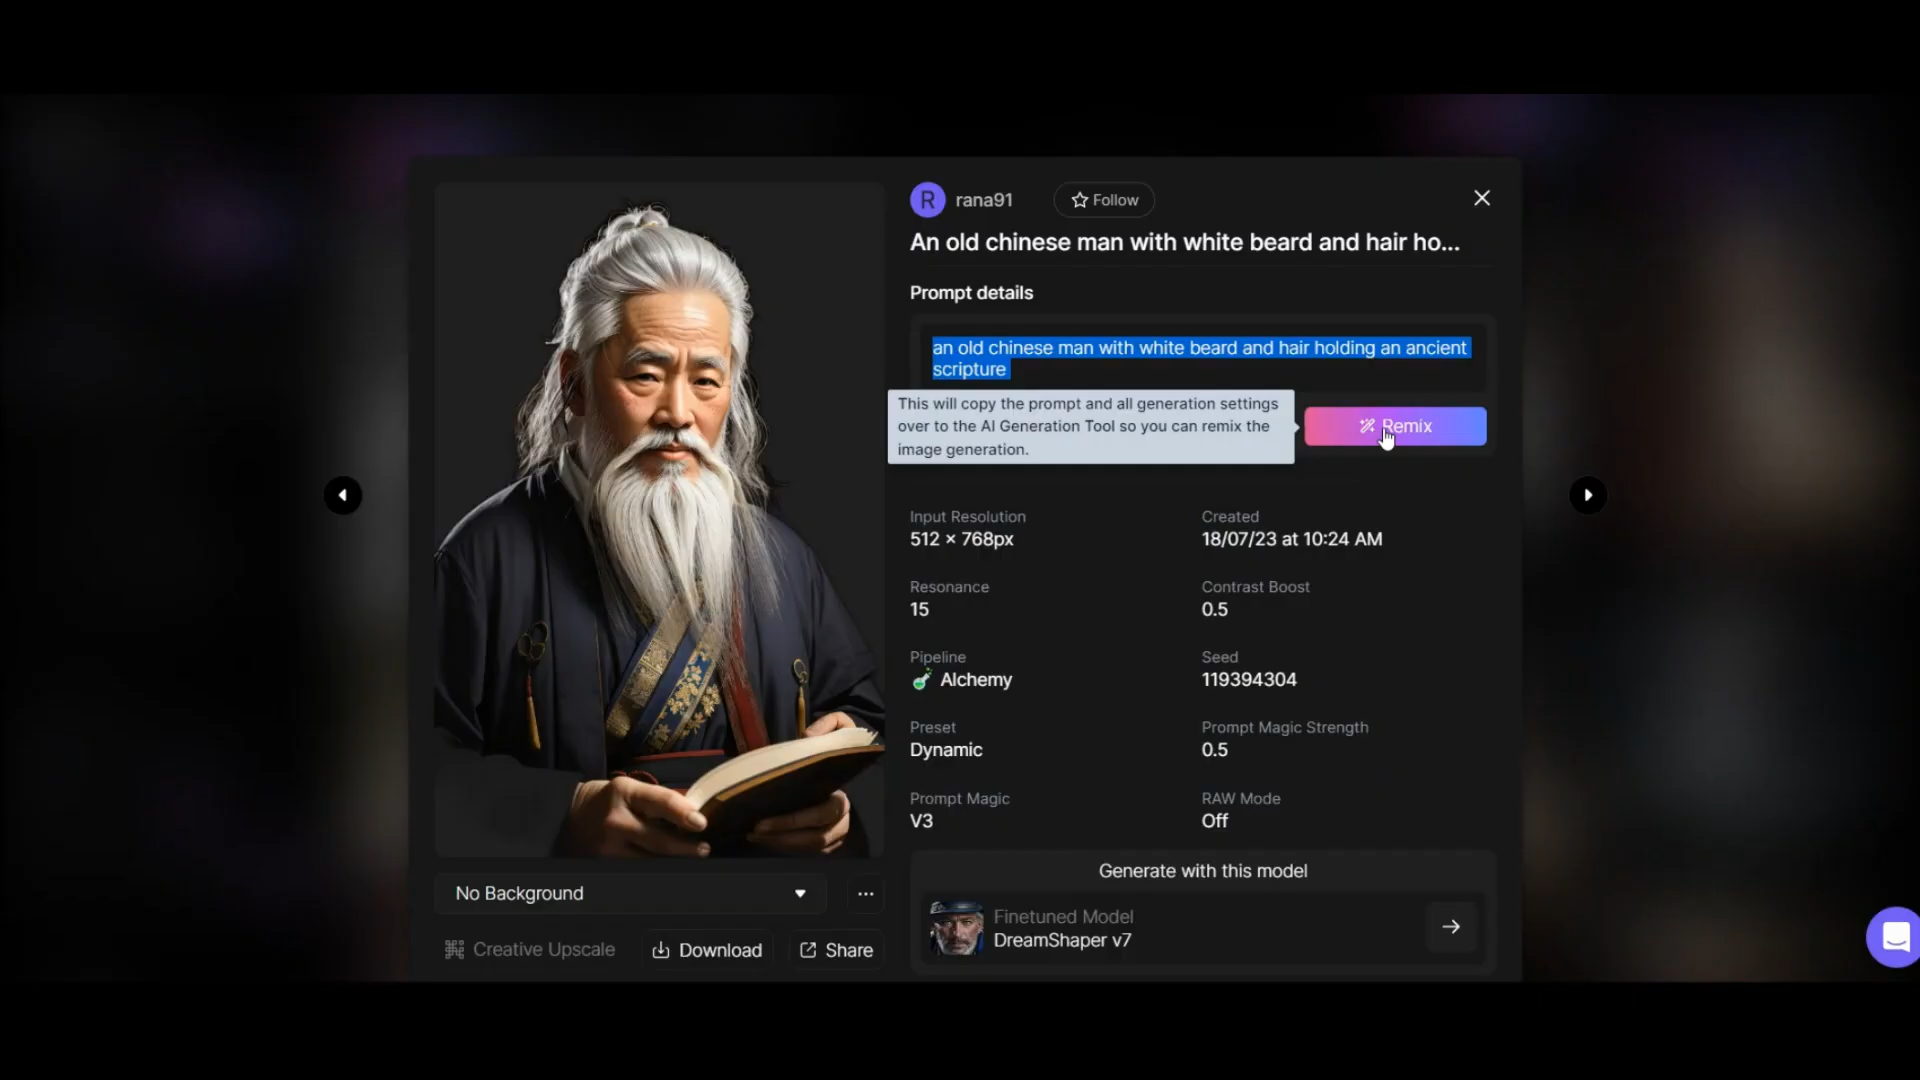 R rana91 Follow
An old chinese man with white beard and hair ho...
Prompt details
an old chinese man with white beard and hair holding an ancient
scripture
This will copy the prompt and all generation settings
over to the AI Generation Tool so you can remix the
image generation.
Remix
Input Resolution
512 × 768px
Created
18/07/23 at 10:24 AM
Resonance
15
Contrast Boost
0.5
Pipeline
Alchemy
Seed
119394304
Preset
Dynamic
Prompt Magic Strength
0.5
Prompt Magic
V3
RAW Mode
Off
Generate with this model
Finetuned Model
DreamShaper v7
No Background
Creative Upscale Download Share